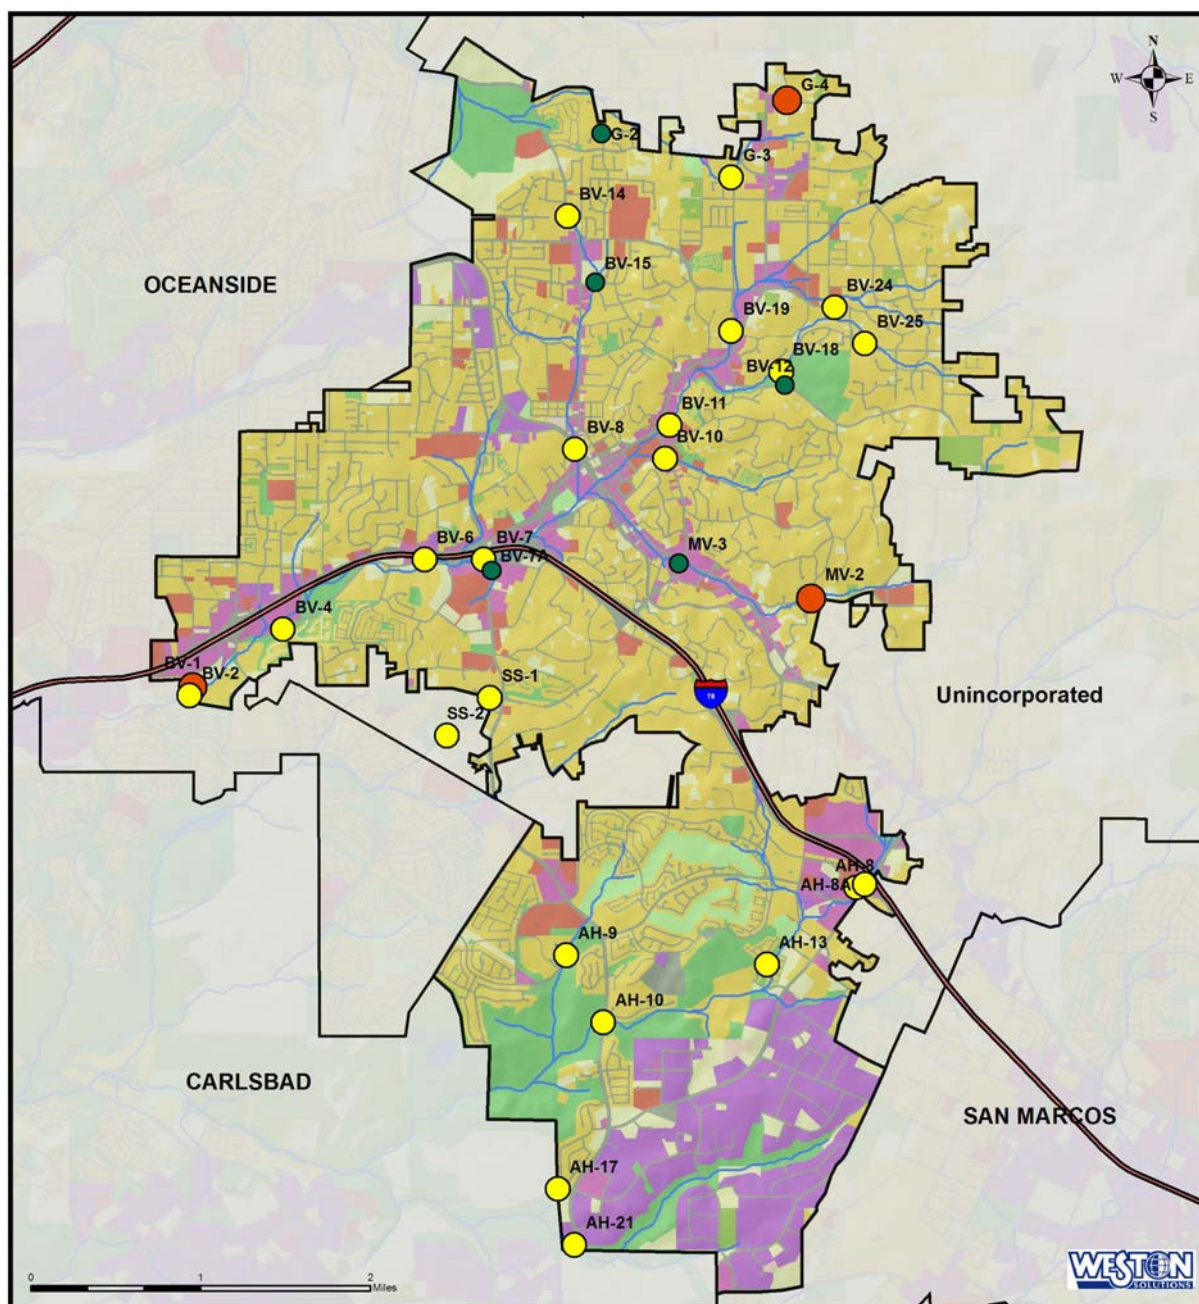 N
W
E
S
G-4
G-2
G-3
BV-14
OCEANSIDE
BV-15
BV-24
BV-19
BV-25
BV-18
BV-12
BV-11
BV-8
BV-10
BV-6
BV-7
BV-7A
MV-3
MV-2
BV-4
BV-1
BV-2
SS-1
78
Unincorporated
SS-2
AH-8
AH-8A
AH-9
AH-13
AH-10
CARLSBAD
SAN MARCOS
AH-17
AH-21
WESTON
SOLUTIONS
0
1
2
Miles